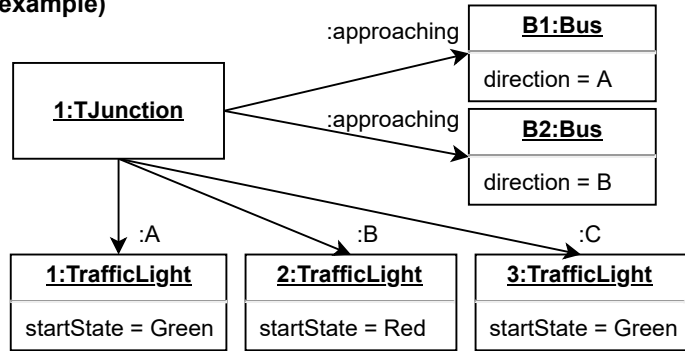 example)
:approaching
B1:Bus
direction = A
1:TJunction
:approaching
B2:Bus
direction = B
:A
:B
:C
1:TrafficLight
2:TrafficLight
3:TrafficLight
startState = Green
startState = Red
startState = Green